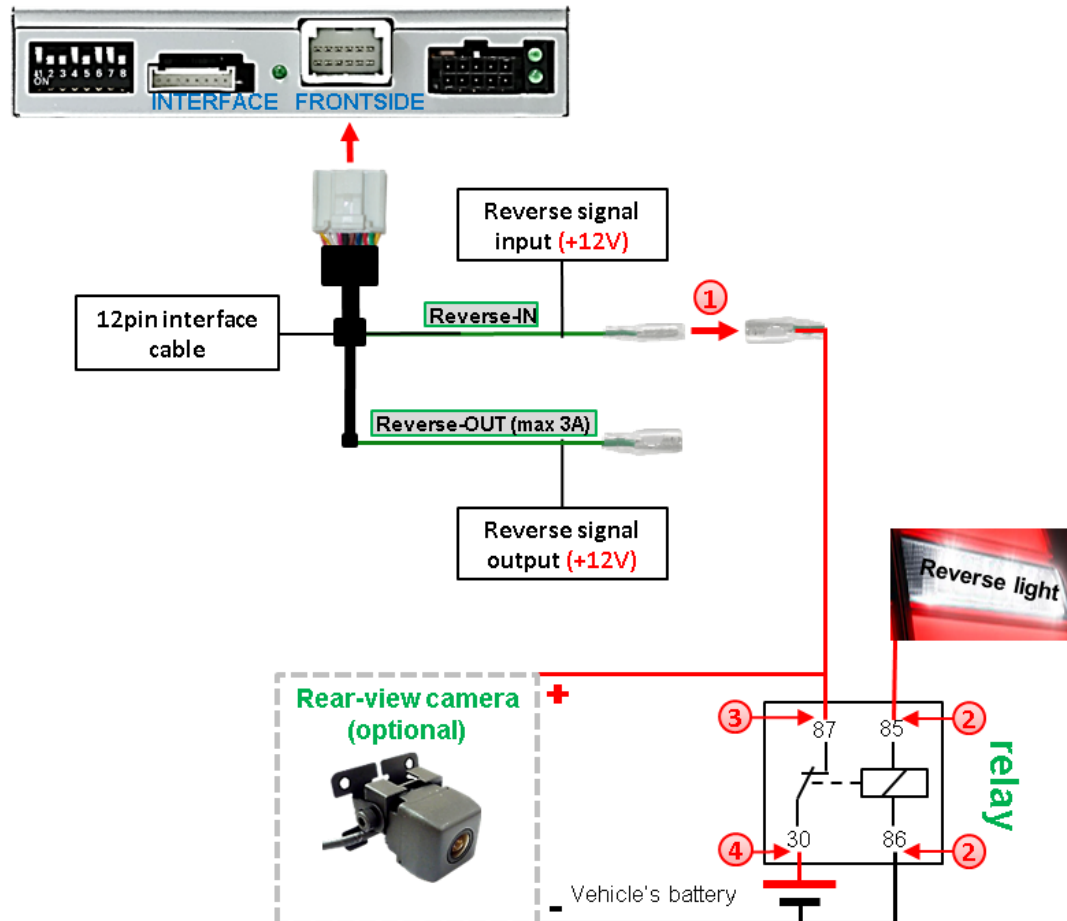 1 2 3 4 5 6 7 8
ON
INTERFACE FRONTSIDE
Reverse signal
input (+12V)
12pin interface
cable
Reverse-IN
1
Reverse-OUT (max 3A)
Reverse signal
output (+12V)
Reverse light
Rear-view camera
(optional)
+
3
87
85
2
relay
4
30
86
2
- Vehicle's battery